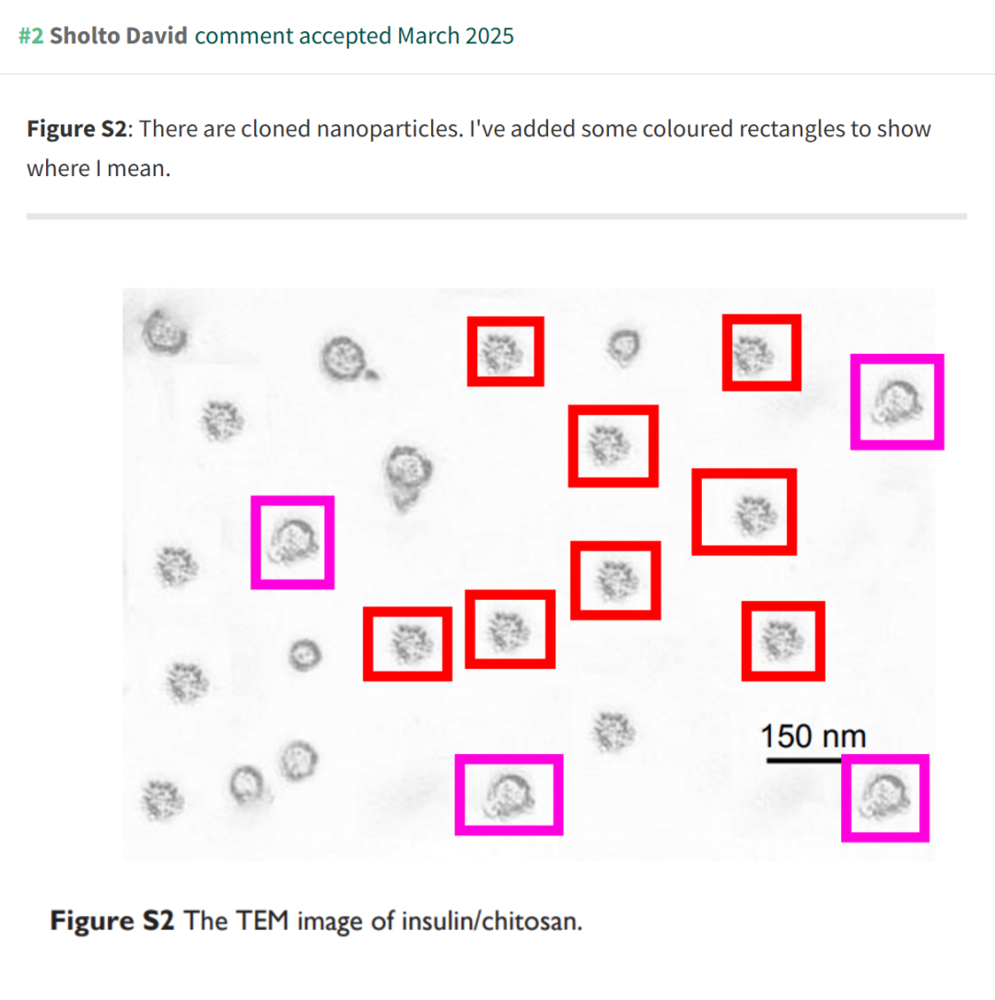 #2 Sholto David comment accepted March 2025
Figure S2: There are cloned nanoparticles. I've added some coloured rectangles to show
where I mean.
150 nm
Figure S2 The TEM image of insulin/chitosan.